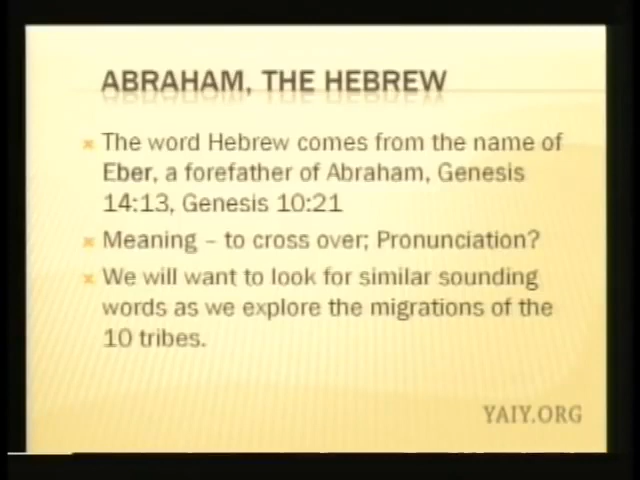 ABRAHAM, THE HEBREW
The word Hebrew comes from the name of
Eber, a forefather of Abraham, Genesis
14:13, Genesis 10:21
Meaning – to cross over; Pronunciation?
We will want to look for similar sounding
words as we explore the migrations of the
10 tribes.
YAIY.ORG